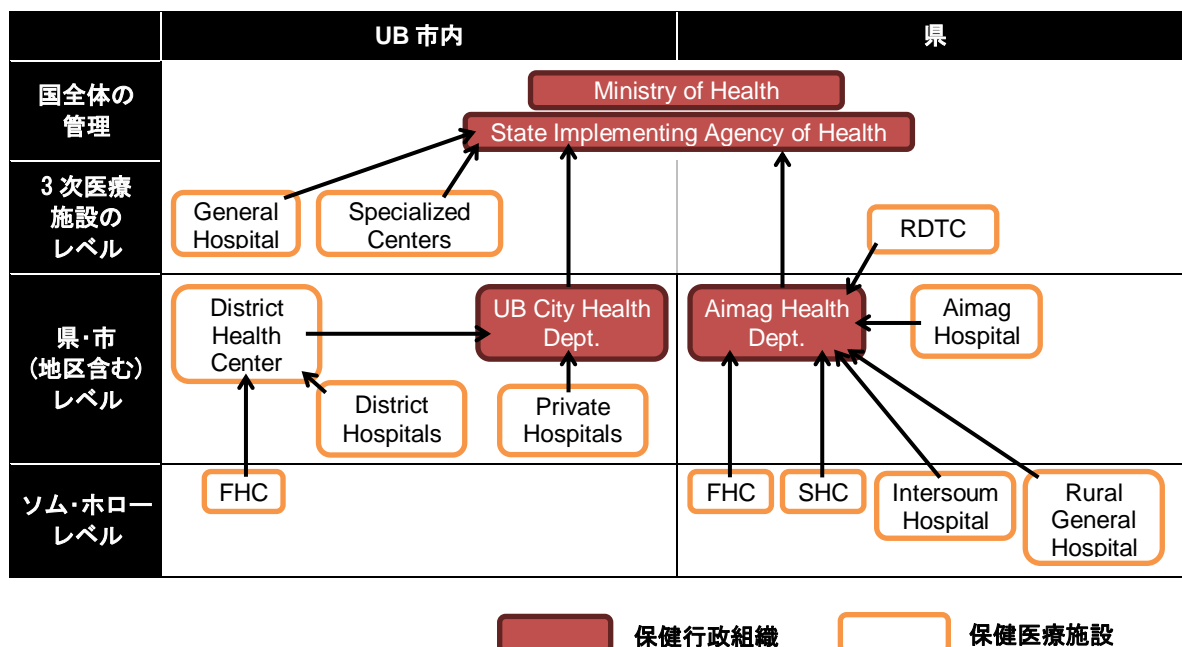 UB 市内
県
国全体の
管理
Ministry of Health
State Implementing Agency of Health
3 次医療
施設の
レベル
General
Hospital
Specialized
Centers
RDTC
県・市
(地区含む)
レベル
District
Health
Center
UB City Health
Dept.
Aimag Health
Dept.
Aimag
Hospital
District
Hospitals
Private
Hospitals
ソム・ホロー
レベル
FHC
FHC
SHC
Intersoum
Hospital
Rural
General
Hospital
保健行政組織
保健医療施設